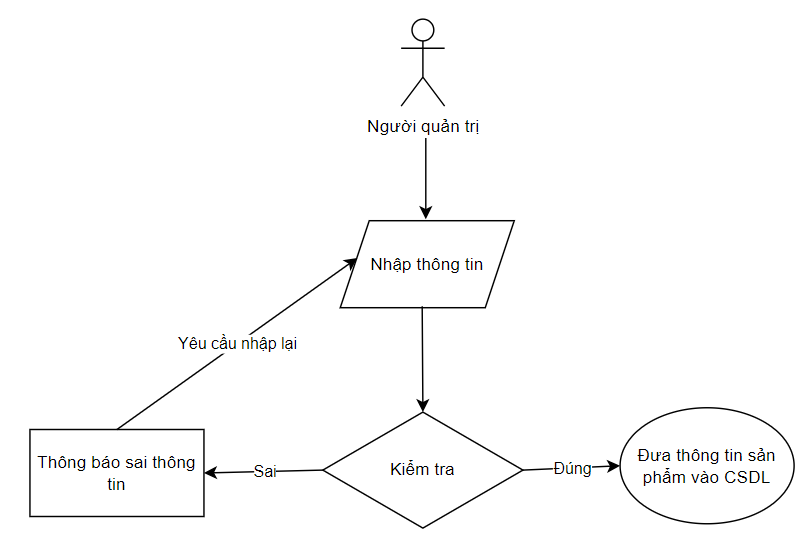 Người quản trị
Nhập thông tin
Yêu cầu nhập lại
Thông báo sai thông
tin
Sai
Kiểm tra
Đúng
Đưa thông tin sản
phẩm vào CSDL